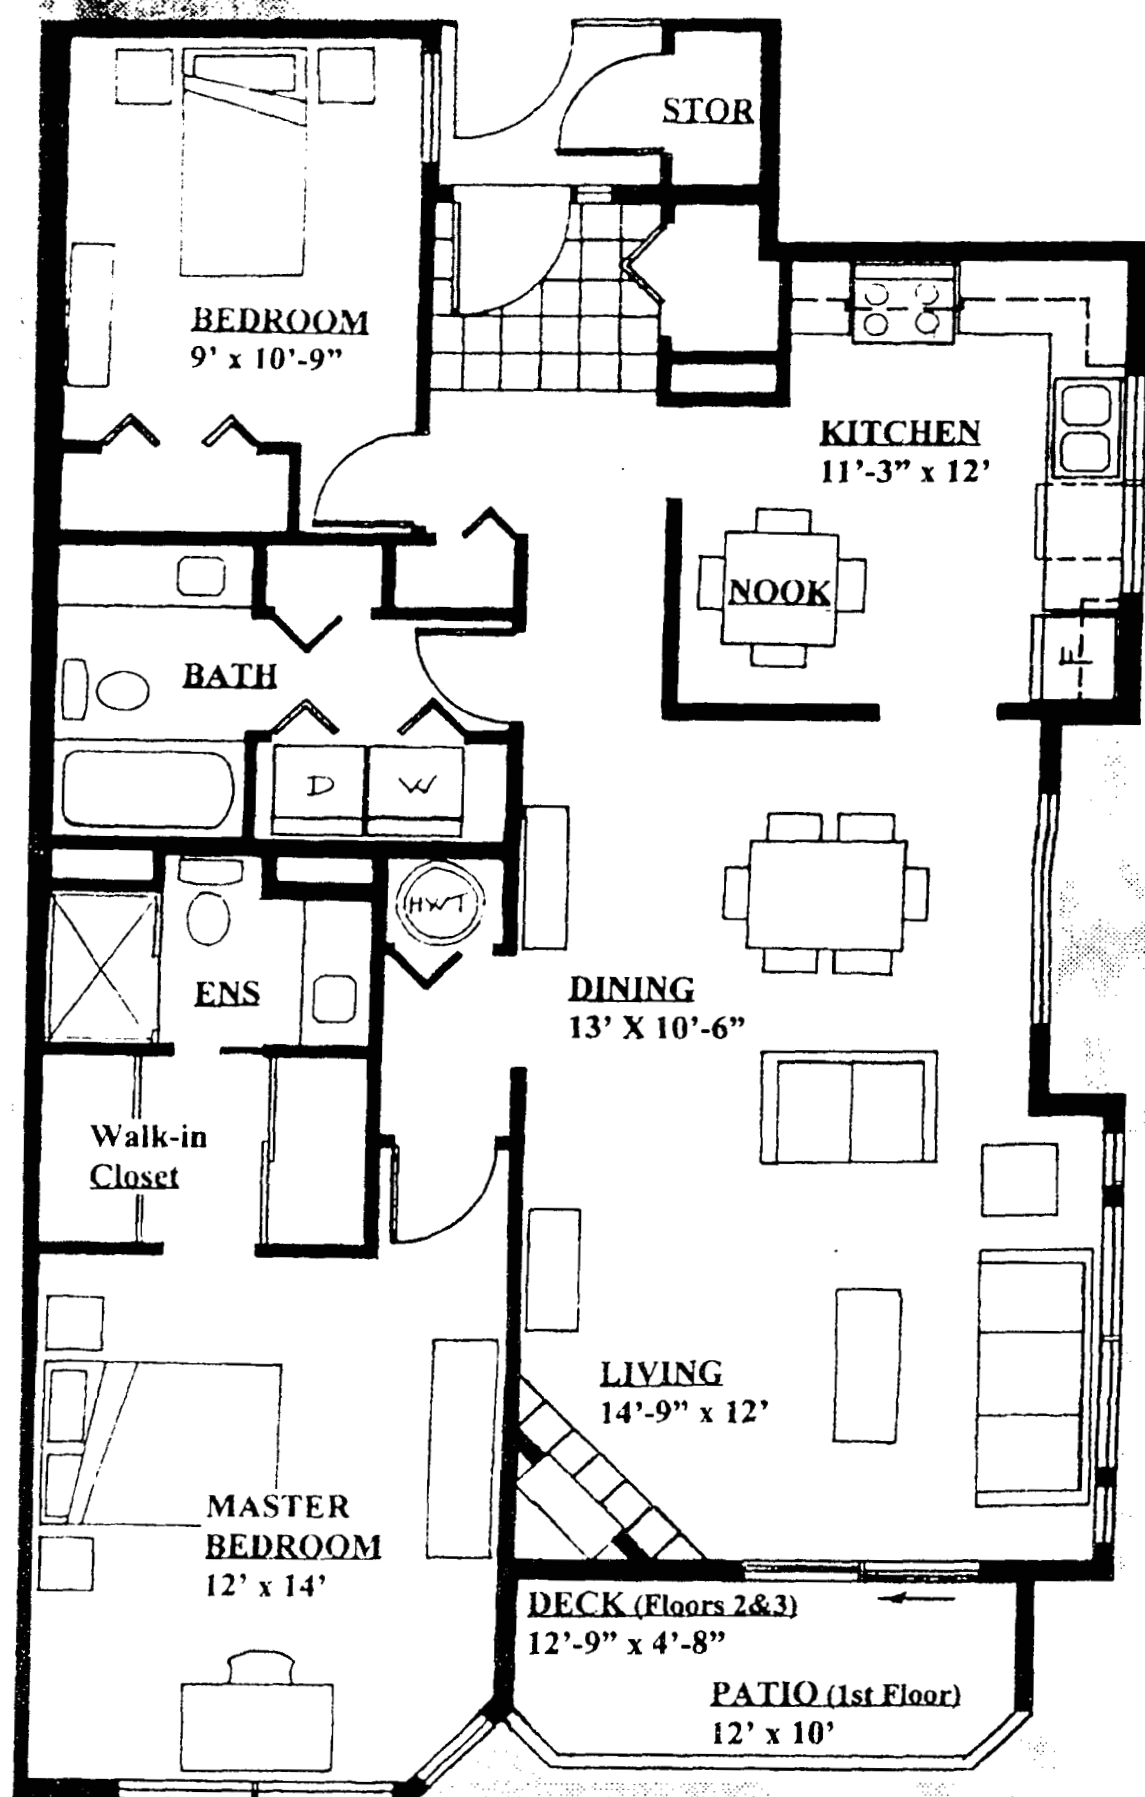 STOR
BEDROOM
9' x 10'-9"
KITCHEN
11'-3" x 12'
NOOK
F
BATH
D W
HWT
ENS
DINING
13' X 10'-6"
Walk-in
Closet
LIVING
14'-9" x 12'
MASTER
BEDROOM
12' x 14'
DECK (Floors 2&3)
12'-9" x 4'-8"
PATIO (1st Floor)
12' x 10'